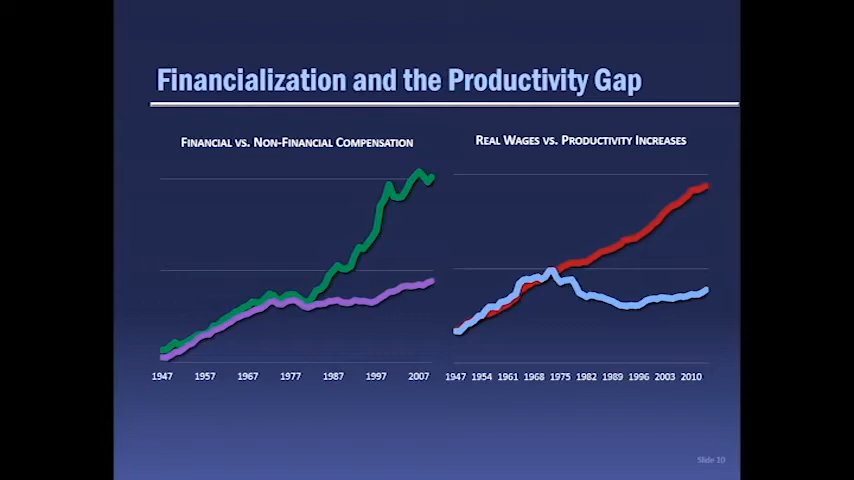 Financialization and the Productivity Gap
Financial vs. Non-Financial Compensation
Real Wages vs. Productivity Increases
1947 1957 1967 1977 1987 1997 2007
1947 1954 1961 1968 1975 1982 1989 1996 2003 2010
Slide 10